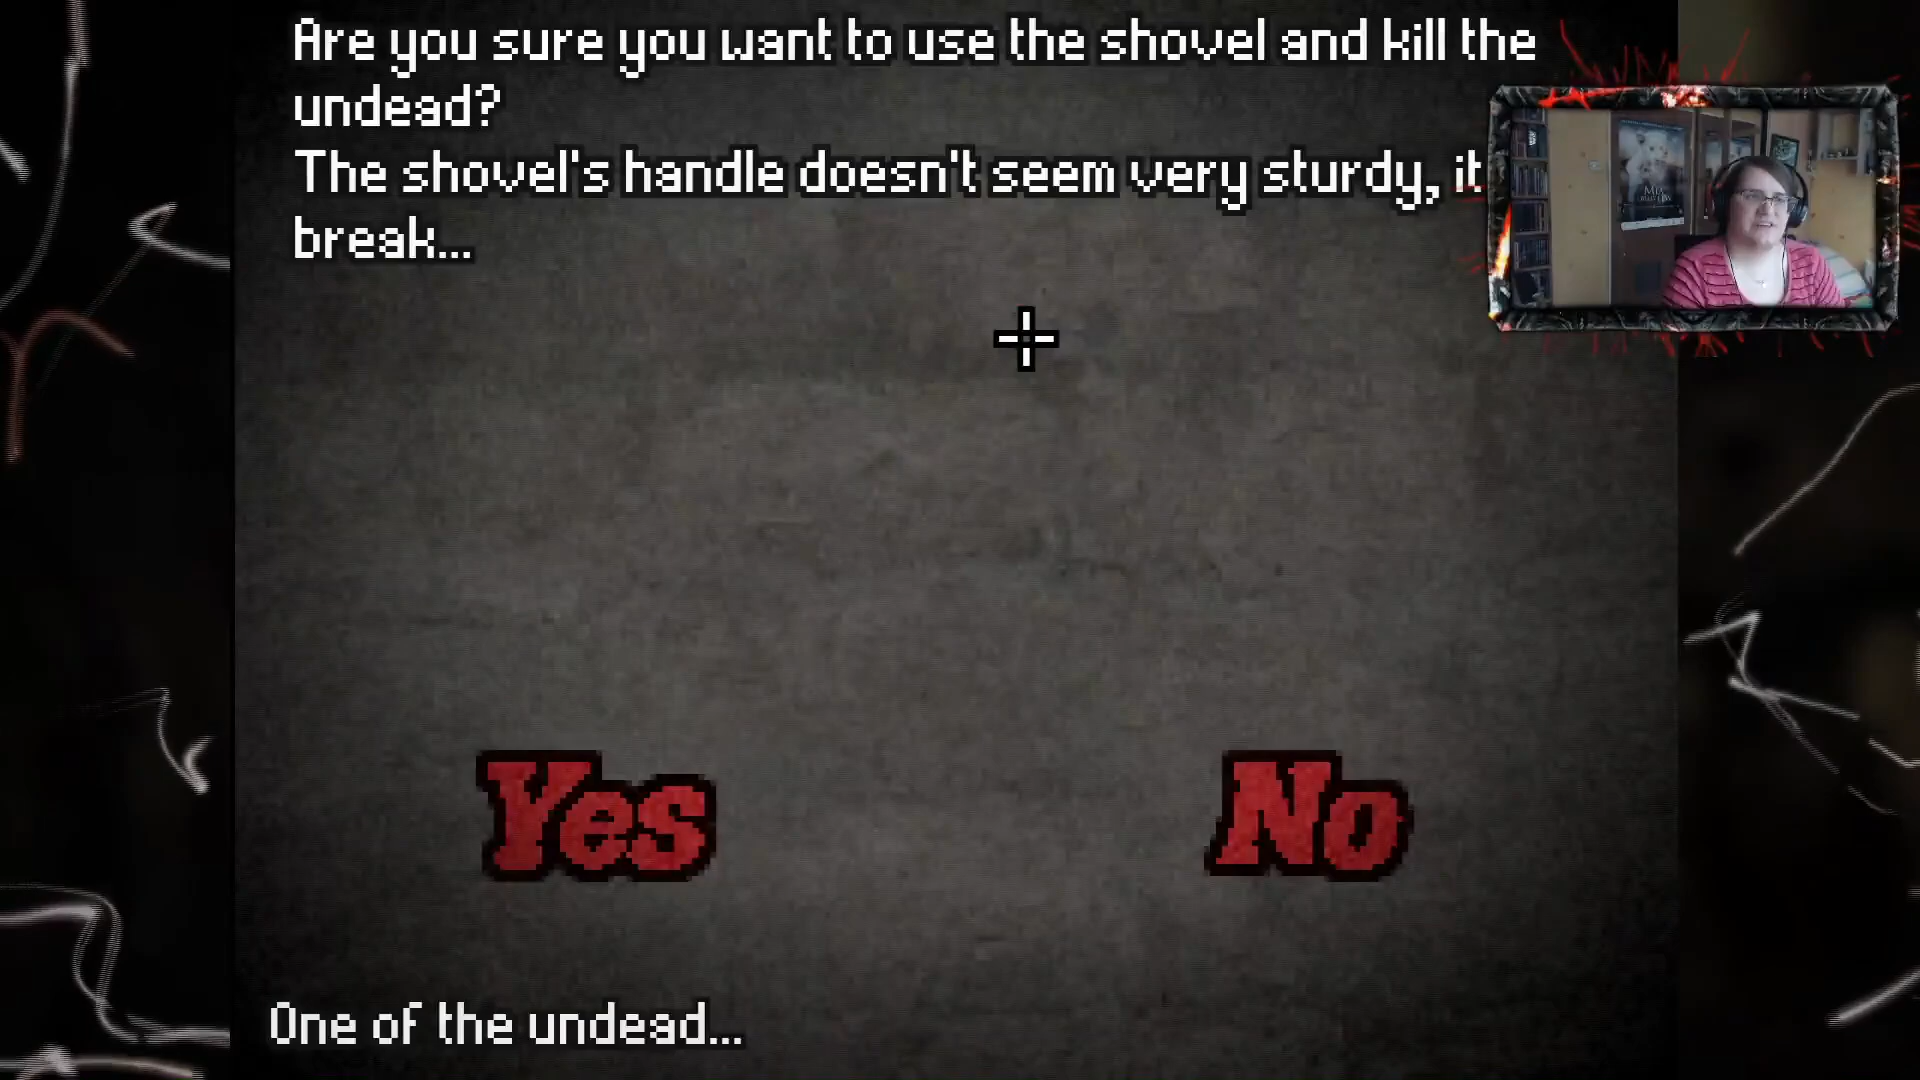 Are you sure you want to use the shovel and kill the
undead?
The shovel's handle doesn't seem very sturdy, it
break...
Yes
No
One of the undead...